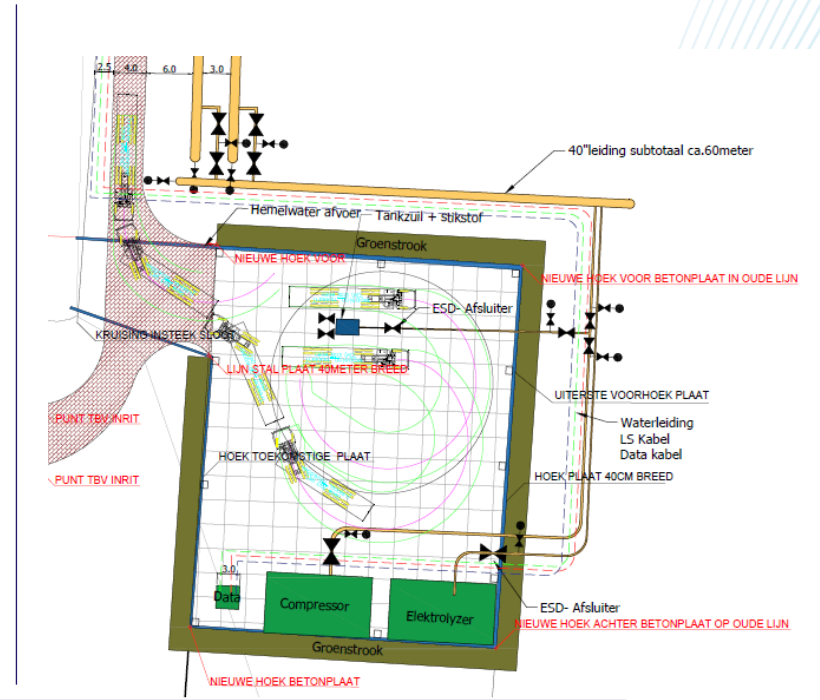 2.5 4.0 6.0 3.0
40"leiding subtotaal ca.60meter
Hemelwater afvoer
Tankzuil + stikstof
Groenstrook
NIEUWE HOEK VOOR
NIEUWE HOEK VOOR BETONPLAAT IN OUDE LIJN
ESD- Afsluiter
KRUISING INSTEEK SLOOT
LIJN STAL PLAAT 40METER BREED
UITERSTE VOORHOEK PLAAT
PUNT TBV INRIT
Waterleiding
LS Kabel
Data kabel
HOEK TOEKOMSTIGE PLAAT
HOEK PLAAT 40CM BREED
PUNT TBV INRIT
3.0
Data
Compressor
Elektrolyzer
ESD- Afsluiter
NIEUWE HOEK ACHTER BETONPLAAT OP OUDE LIJN
Groenstrook
NIEUWE HOEK BETONPLAAT